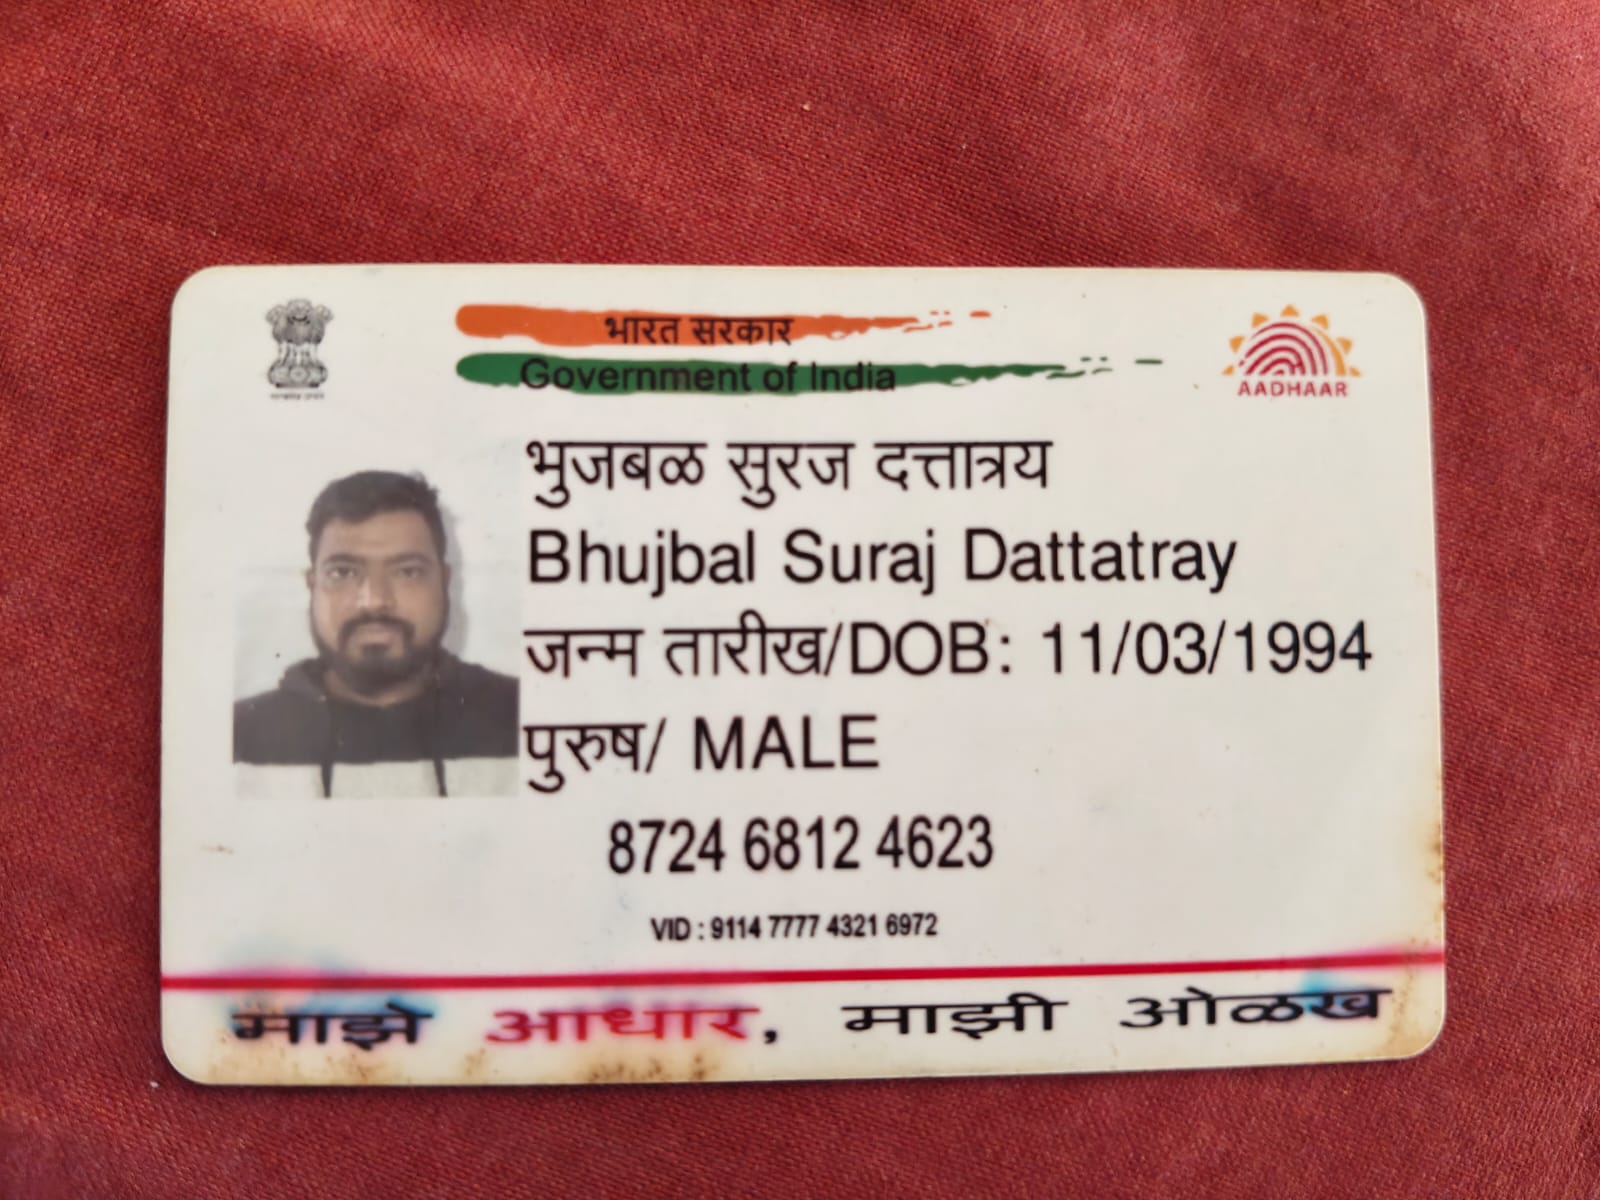 भारत सरकार
Government of India
AADHAAR
भुजबळ सुरज दत्तात्रय
Bhujbal Suraj Dattatray
जन्म तारीख/DOB: 11/03/1994
पुरुष/ MALE
8724 6812 4623
VID : 9114 7777 4321 6972
माझे आधार, माझी ओळख